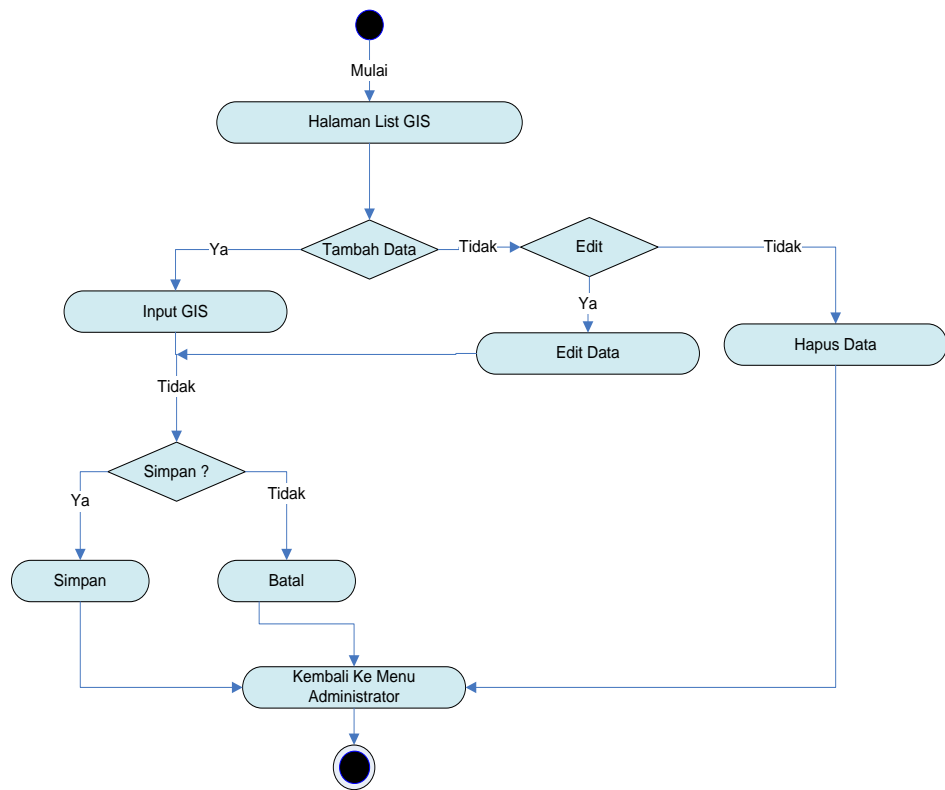 Mulai
Halaman List GIS
Ya
Tambah Data
Tidak
Edit
Tidak
Input GIS
Ya
Edit Data
Hapus Data
Tidak
Simpan ?
Ya
Tidak
Simpan
Batal
Kembali Ke Menu
Administrator